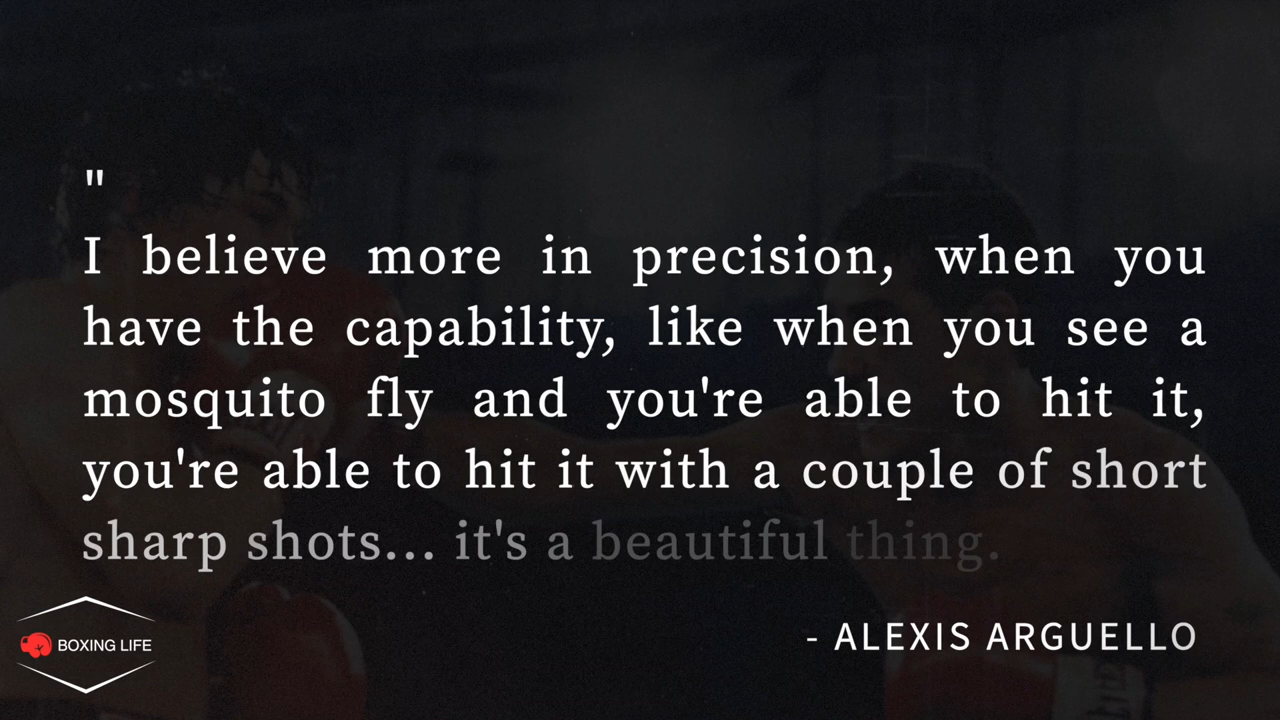 "
I believe more in precision, when you
have the capability, like when you see a
mosquito fly and you're able to hit it,
you're able to hit it with a couple of short
sharp shots... it's a beautiful thing.
- ALEXIS ARGUELLO
BOXING LIFE